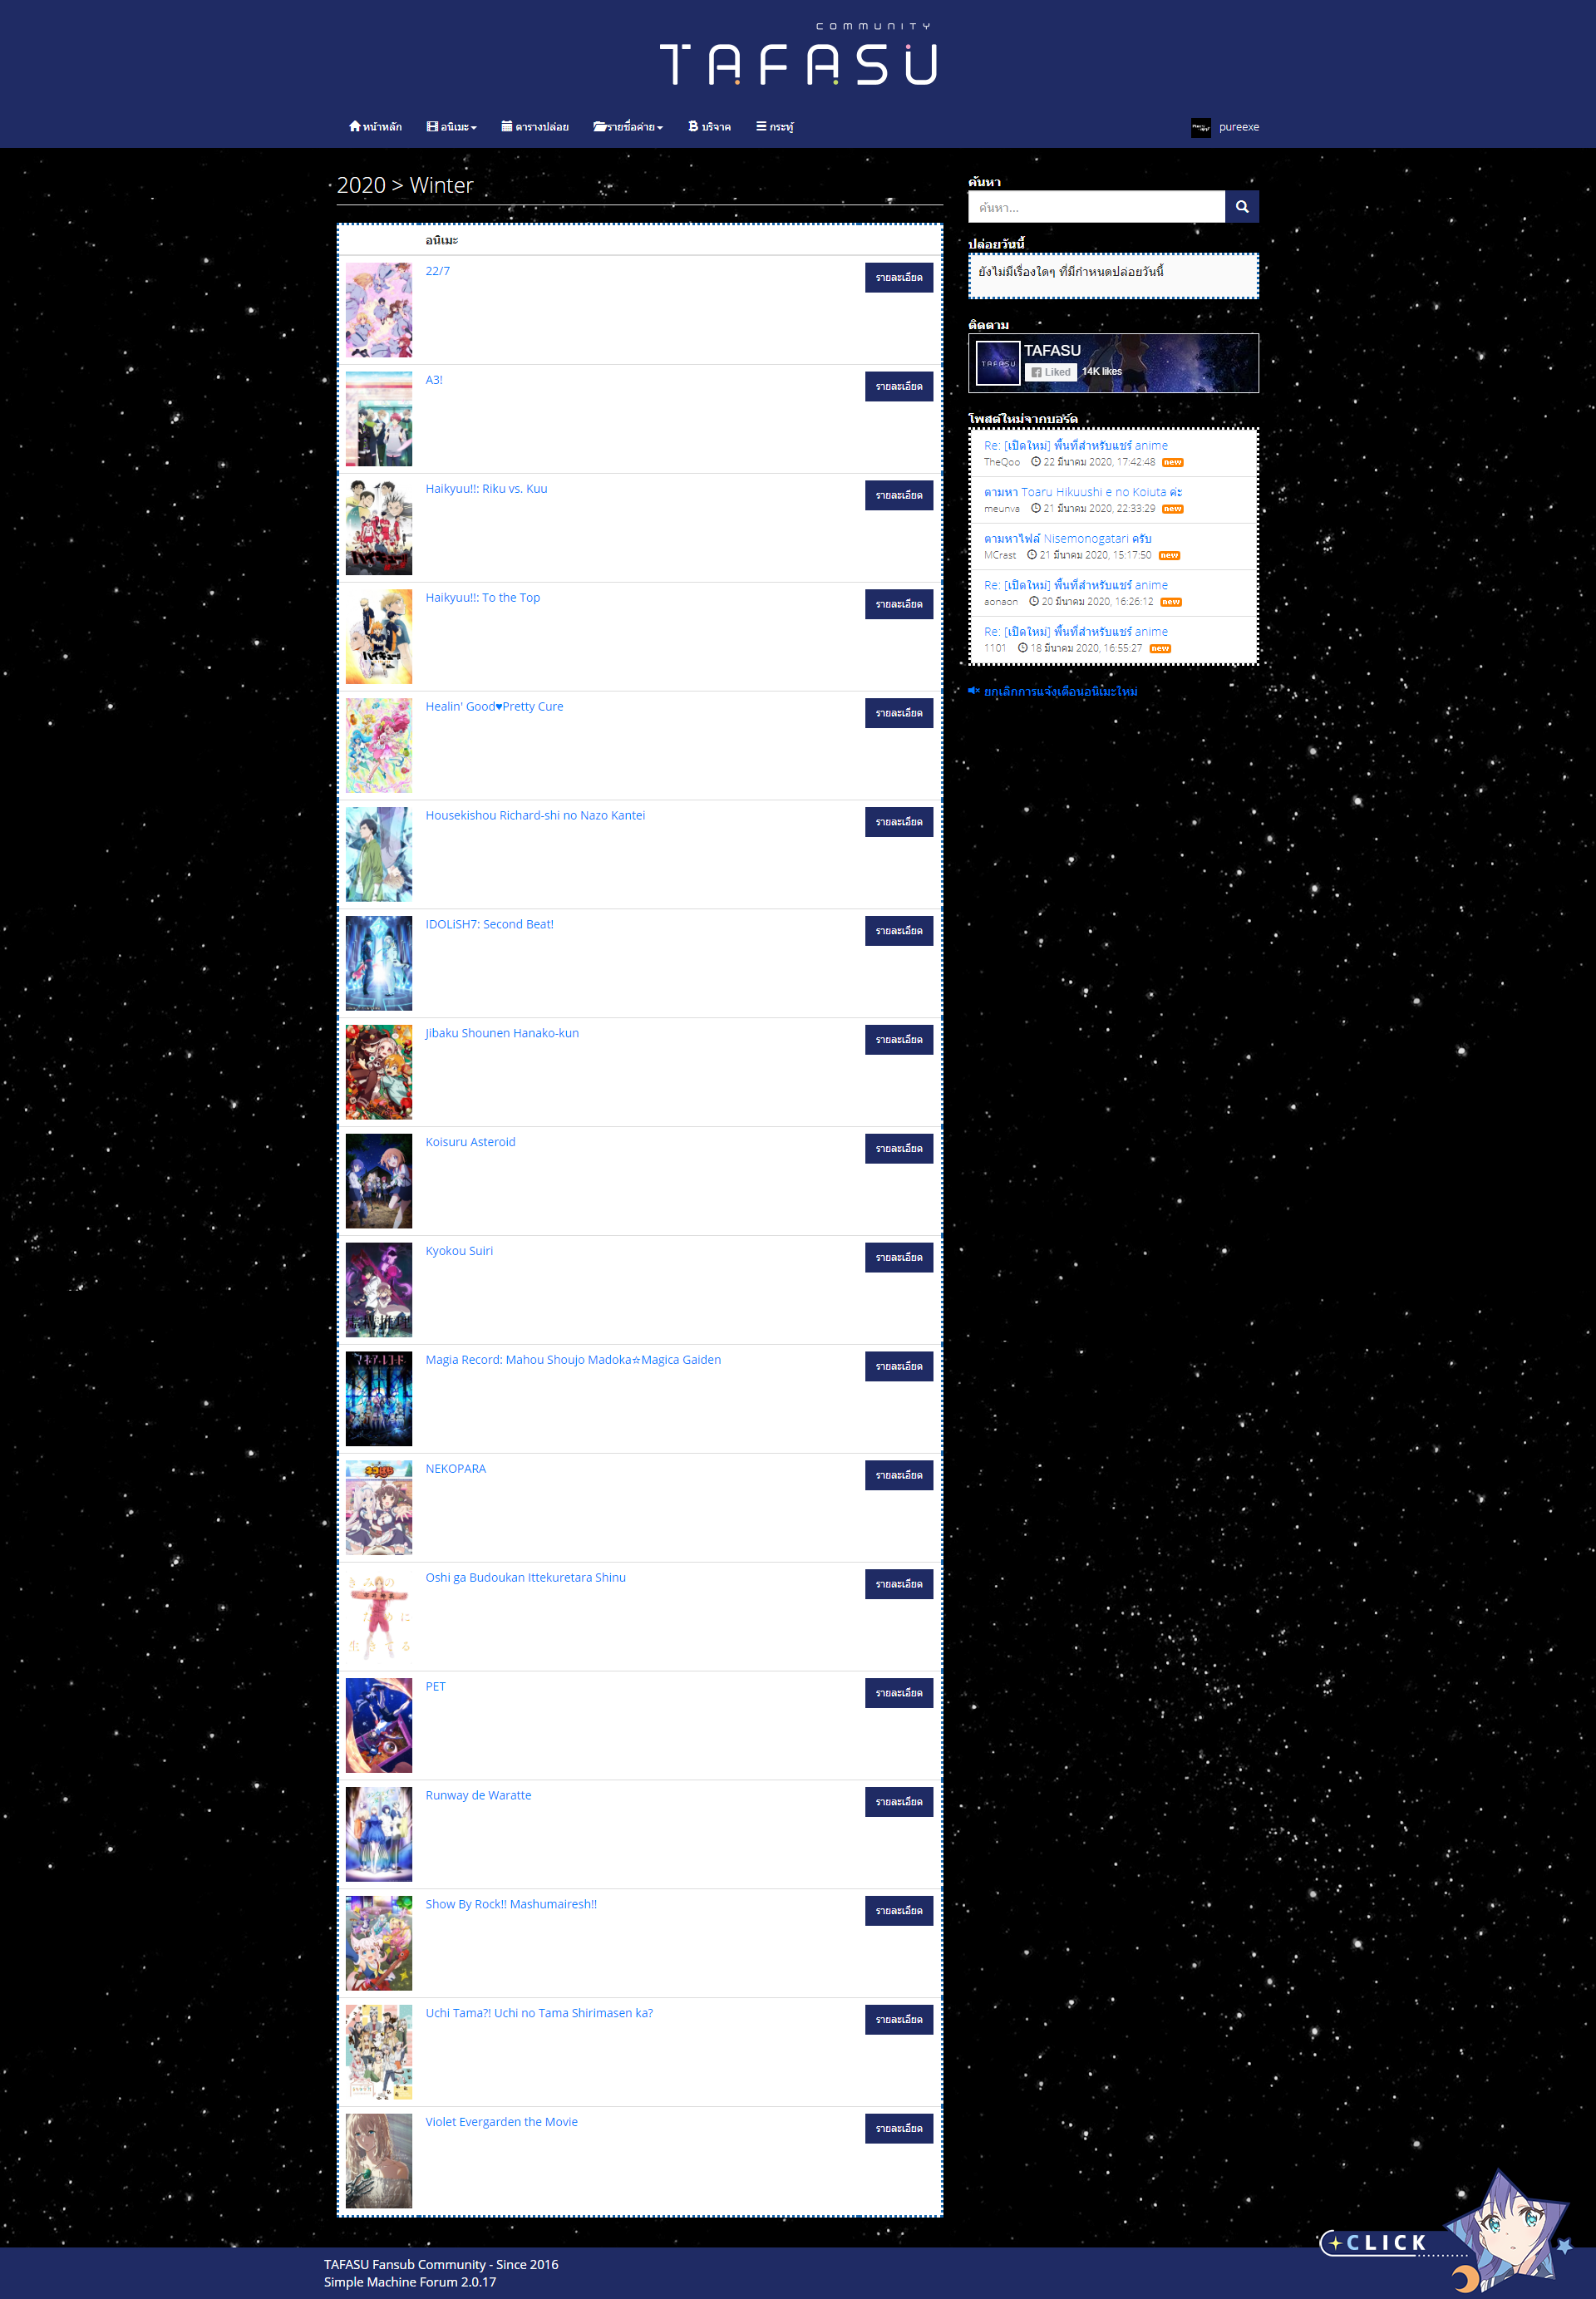 COMMUNITY
TAFASU
หน้าหลัก อนิเมะ ตารางปล่อย รายชื่อค่าย บริจาค กระทู้ pureexe
2020 > Winter
อนิเมะ
22/7 รายละเอียด
A3! รายละเอียด
Haikyuu!!: Riku vs. Kuu รายละเอียด
Haikyuu!!: To the Top รายละเอียด
Healin' Good♥Pretty Cure รายละเอียด
Housekishou Richard-shi no Nazo Kantei รายละเอียด
IDOLiSH7: Second Beat! รายละเอียด
Jibaku Shounen Hanako-kun รายละเอียด
Koisuru Asteroid รายละเอียด
Kyokou Suiri รายละเอียด
Magia Record: Mahou Shoujo Madoka☆Magica Gaiden รายละเอียด
NEKOPARA รายละเอียด
Oshi ga Budoukan Ittekuretara Shinu รายละเอียด
PET รายละเอียด
Runway de Waratte รายละเอียด
Show By Rock!! Mashumairesh!! รายละเอียด
Uchi Tama?! Uchi no Tama Shirimasen ka? รายละเอียด
Violet Evergarden the Movie รายละเอียด
ค้นหา
ค้นหา...
ปล่อยวันนี้
ยังไม่มีเรื่องใดๆ ที่มีกำหนดปล่อยวันนี้
ติดตาม
TAFASU
TAFASU
Liked 14K likes
โพสต์ใหม่จากบอร์ด
Re: [เปิดใหม่] พื้นที่สำหรับแชร์ anime
TheQoo 22 มีนาคม 2020, 17:42:48 new
ตามหา Toaru Hikuushi e no Koiuta ค่ะ
meunva 21 มีนาคม 2020, 22:33:29 new
ตามหาไฟล์ Nisemonogatari ครับ
MCrast 21 มีนาคม 2020, 15:17:50 new
Re: [เปิดใหม่] พื้นที่สำหรับแชร์ anime
aonaon 20 มีนาคม 2020, 16:26:12 new
Re: [เปิดใหม่] พื้นที่สำหรับแชร์ anime
1101 18 มีนาคม 2020, 16:55:27 new
ยกเลิกการแจ้งเตือนอนิเมะใหม่
CLICK
TAFASU Fansub Community - Since 2016
Simple Machine Forum 2.0.17